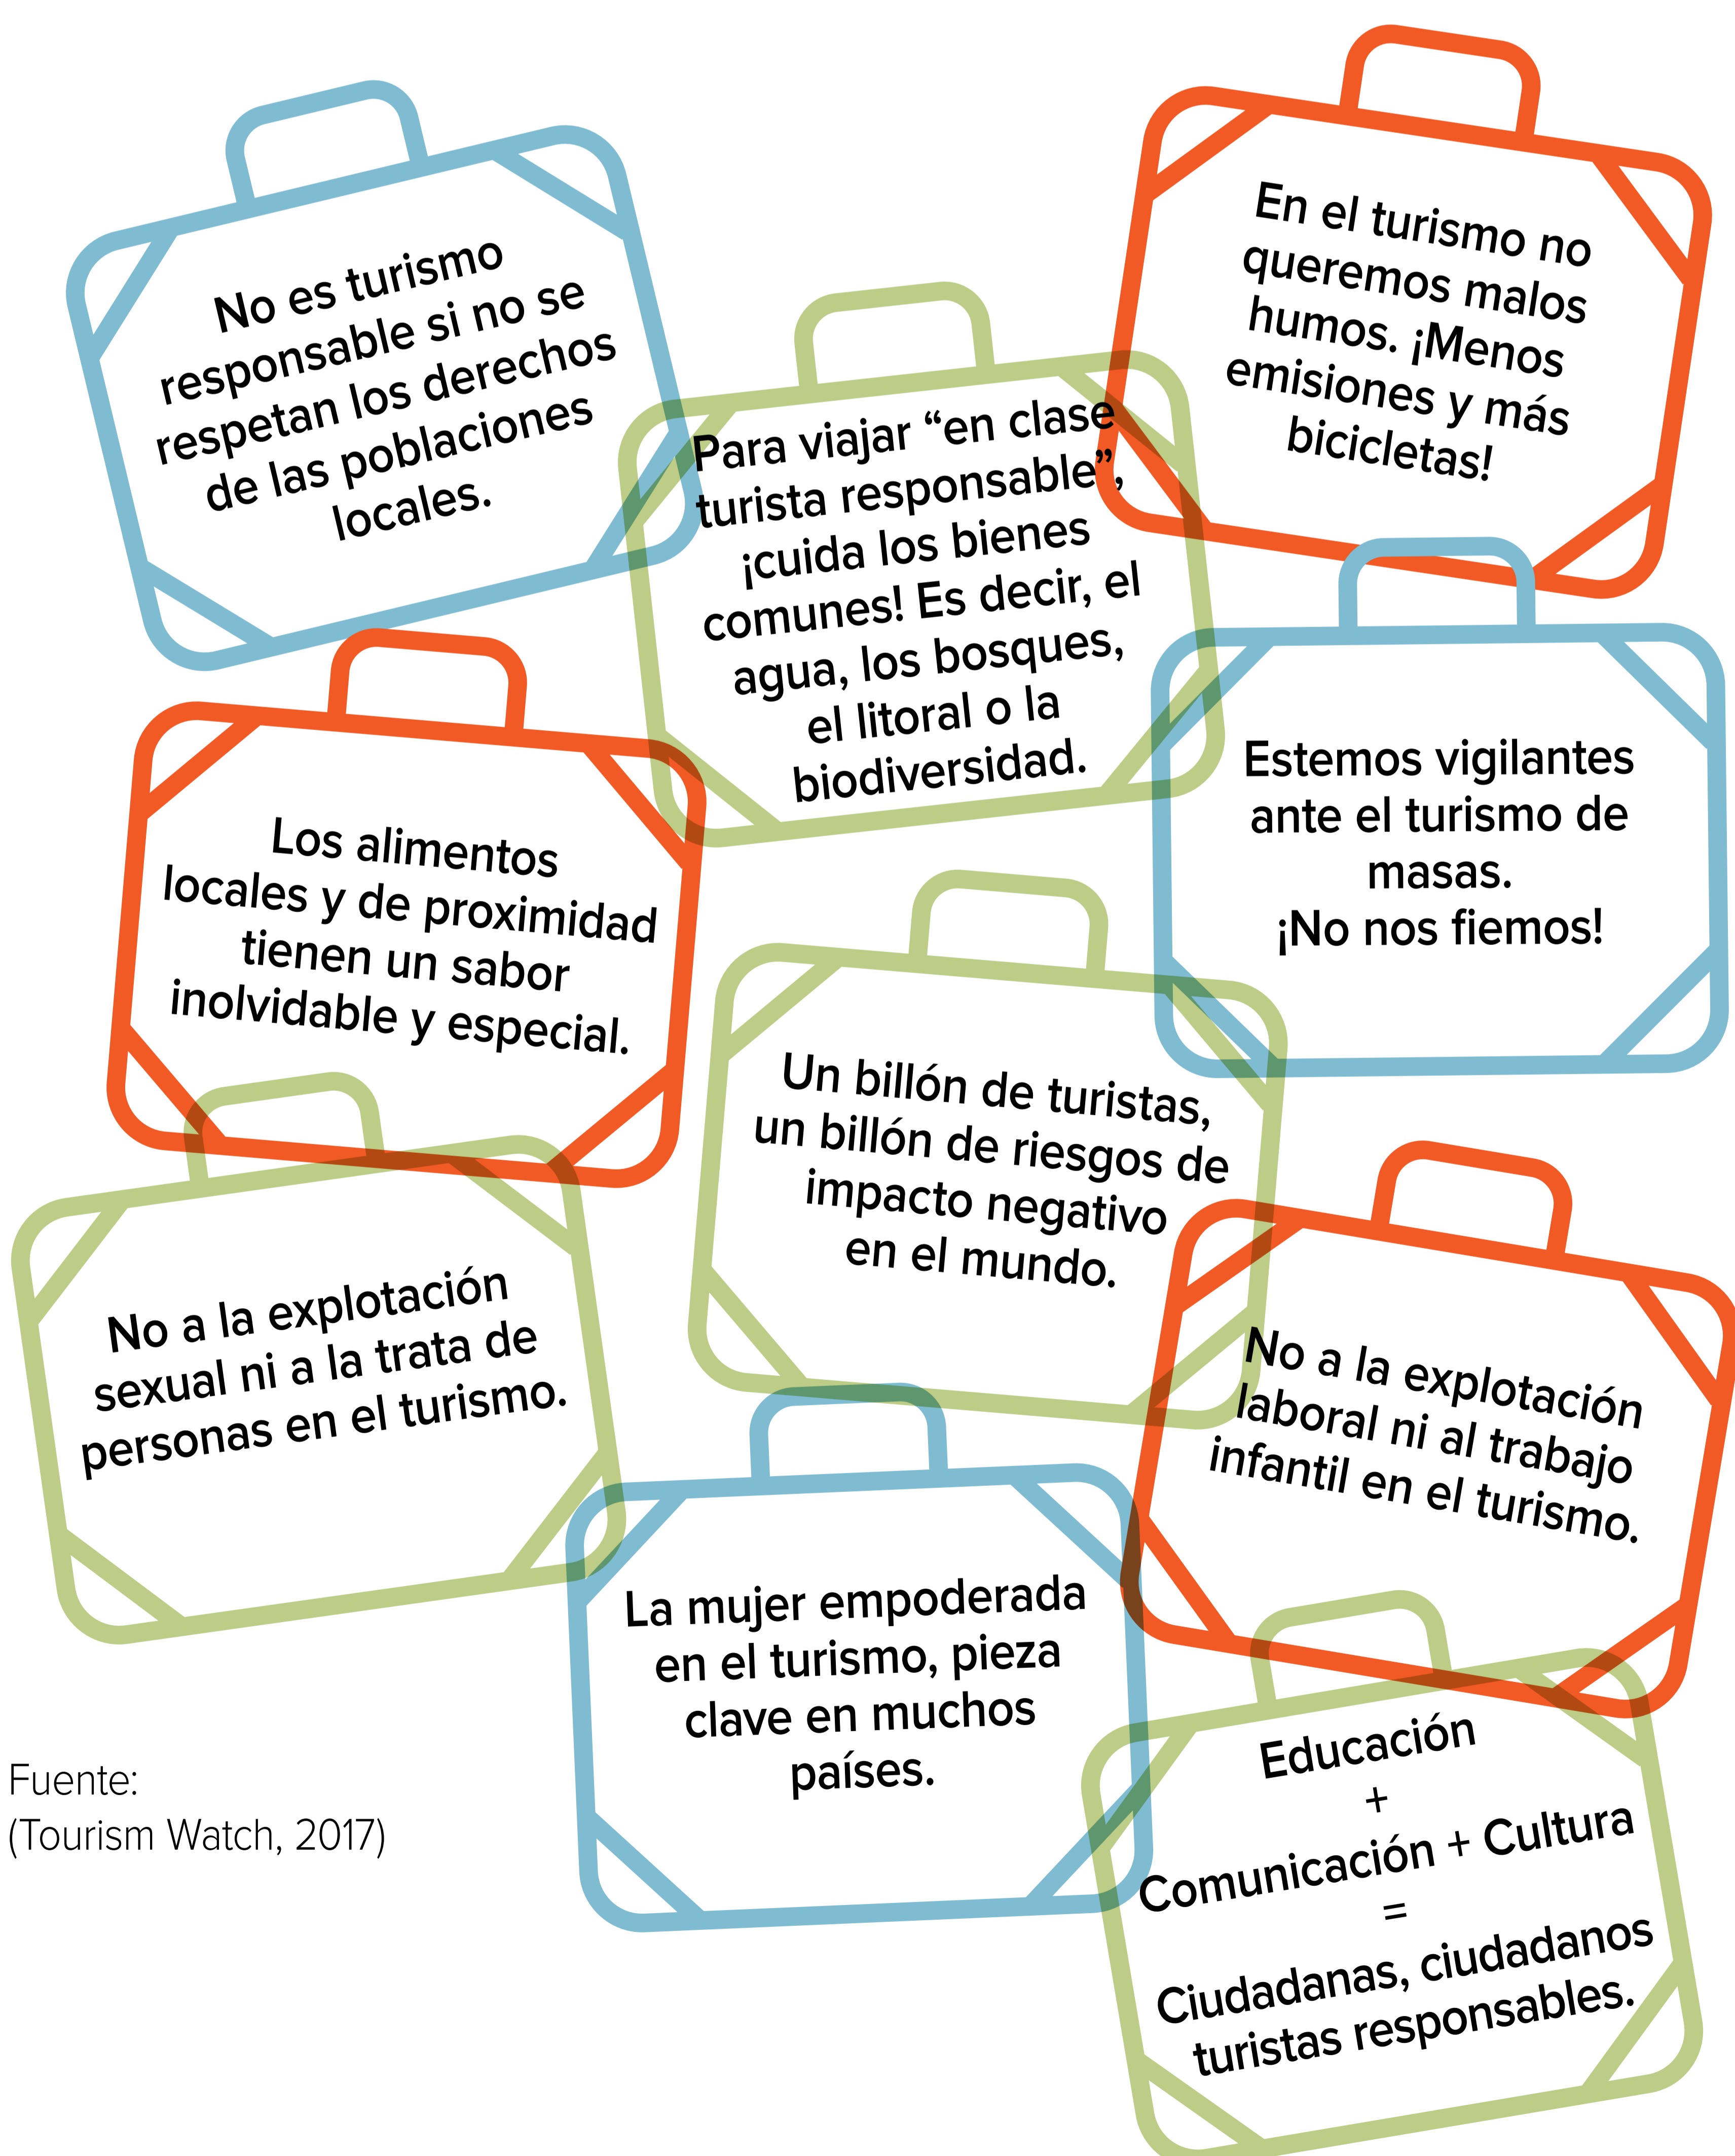 No es turismo
responsable si no se
respetan los derechos
de las poblaciones
locales.
En el turismo no
queremos malos
humos. ¡Menos
emisiones y más
bicicletas!
Para viajar “en clase
turista responsable”,
¡cuida los bienes
comunes! Es decir, el
agua, los bosques,
el litoral o la
biodiversidad.
Estemos vigilantes
ante el turismo de
masas.
¡No nos fiemos!
Los alimentos
locales y de proximidad
tienen un sabor
inolvidable y especial.
Un billón de turistas,
un billón de riesgos de
impacto negativo
en el mundo.
No a la explotación
sexual ni a la trata de
personas en el turismo.
No a la explotación
laboral ni al trabajo
infantil en el turismo.
La mujer empoderada
en el turismo, pieza
clave en muchos
países.
Educación
+
Comunicación + Cultura
=
Ciudadanas, ciudadanos
turistas responsables.
Fuente:
(Tourism Watch, 2017)